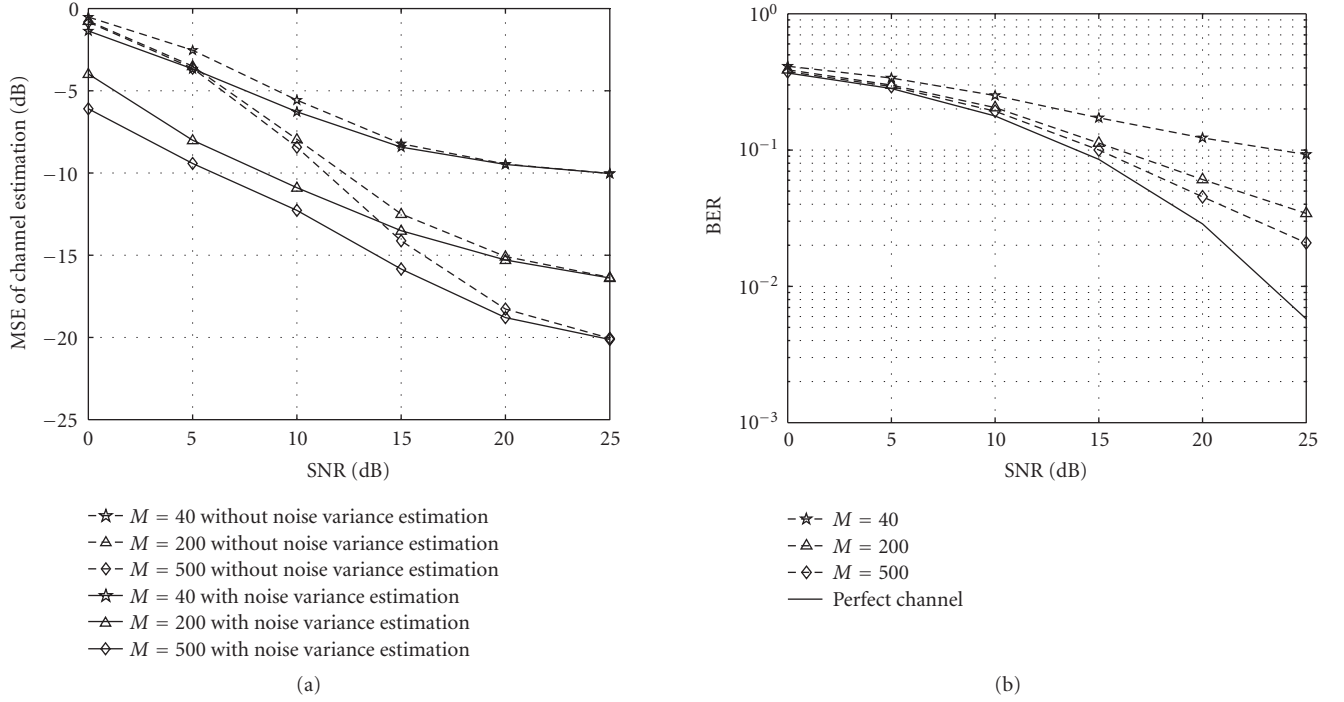 0
−5
−10
−15
−20
−25
MSE of channel estimation (dB)
0 5 10 15 20 25
SNR (dB)
M = 40 without noise variance estimation
M = 200 without noise variance estimation
M = 500 without noise variance estimation
M = 40 with noise variance estimation
M = 200 with noise variance estimation
M = 500 with noise variance estimation
(a)
10⁰
10⁻¹
10⁻²
10⁻³
BER
0 5 10 15 20 25
SNR (dB)
M = 40
M = 200
M = 500
Perfect channel
(b)